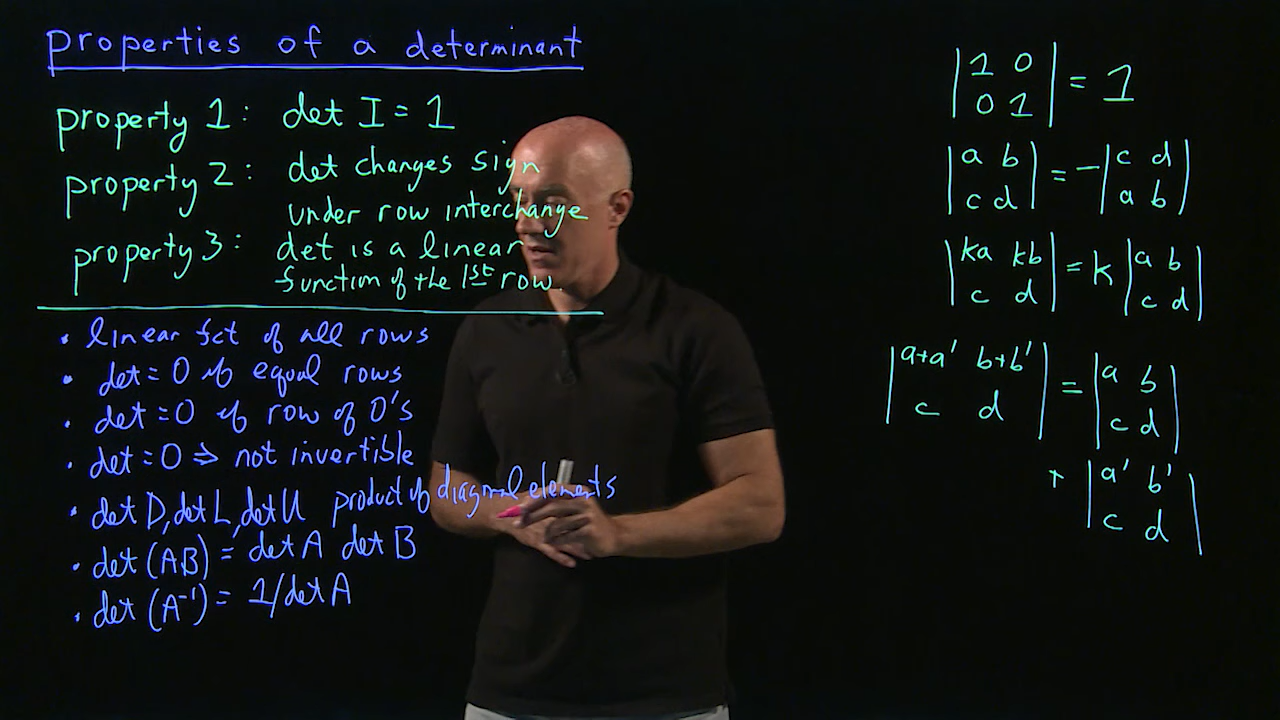 properties of a determinant
property 1: det I = 1
property 2: det changes sign
under row interchange
property 3: det is a linear
function of the 1st row.
• linear fct of all rows
• det = 0 if equal rows
• det = 0 if row of 0's
• det = 0 ⇒ not invertible
• det D, det L, det U product of diagonal elements
• det (AB) = det A det B
• det (A⁻¹) = 1/det A
|1 0
0 1| = 1
|a b
c d| = -|c d
a b|
|ka kb
c d| = k |a b
c d|
|a+a' b+b'
c d| = |a b
c d|
+ |a' b'
c d|